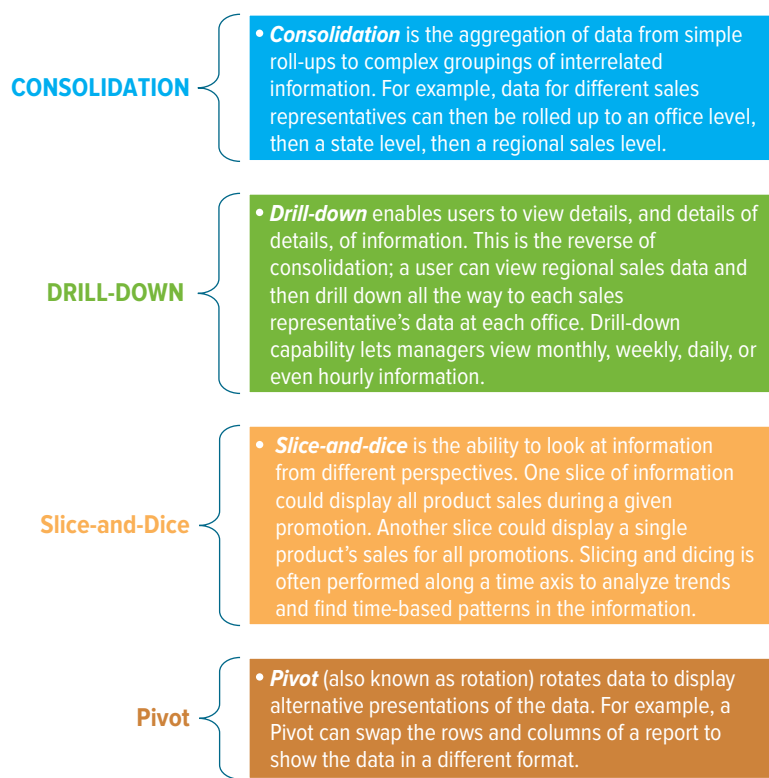 CONSOLIDATION
• Consolidation is the aggregation of data from simple
roll-ups to complex groupings of interrelated
information. For example, data for different sales
representatives can then be rolled up to an office level,
then a state level, then a regional sales level.
DRILL-DOWN
• Drill-down enables users to view details, and details of
details, of information. This is the reverse of
consolidation; a user can view regional sales data and
then drill down all the way to each sales
representative's data at each office. Drill-down
capability lets managers view monthly, weekly, daily, or
even hourly information.
Slice-and-Dice
• Slice-and-dice is the ability to look at information
from different perspectives. One slice of information
could display all product sales during a given
promotion. Another slice could display a single
product's sales for all promotions. Slicing and dicing is
often performed along a time axis to analyze trends
and find time-based patterns in the information.
Pivot
• Pivot (also known as rotation) rotates data to display
alternative presentations of the data. For example, a
Pivot can swap the rows and columns of a report to
show the data in a different format.